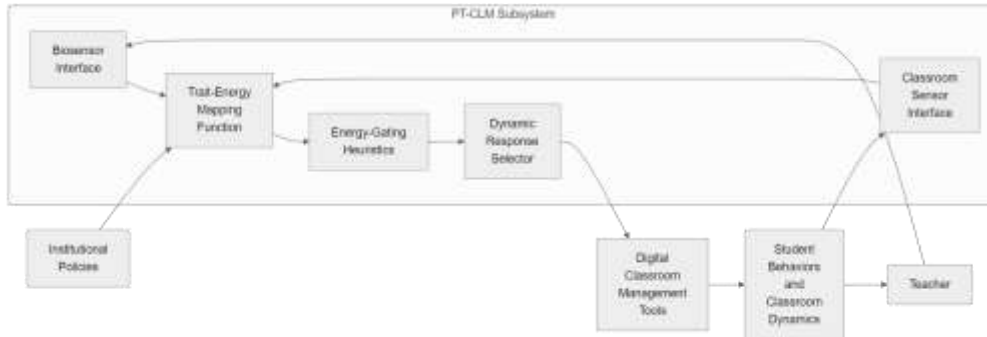 PT-CLM Subsystem
Biosensor
Interface
Trait-Energy
Mapping
Function
Energy-Gating
Heuristics
Dynamic
Response
Selector
Classroom
Sensor
Interface
Institutional
Policies
Digital
Classroom
Management
Tools
Student
Behaviors
and
Classroom
Dynamics
Teacher